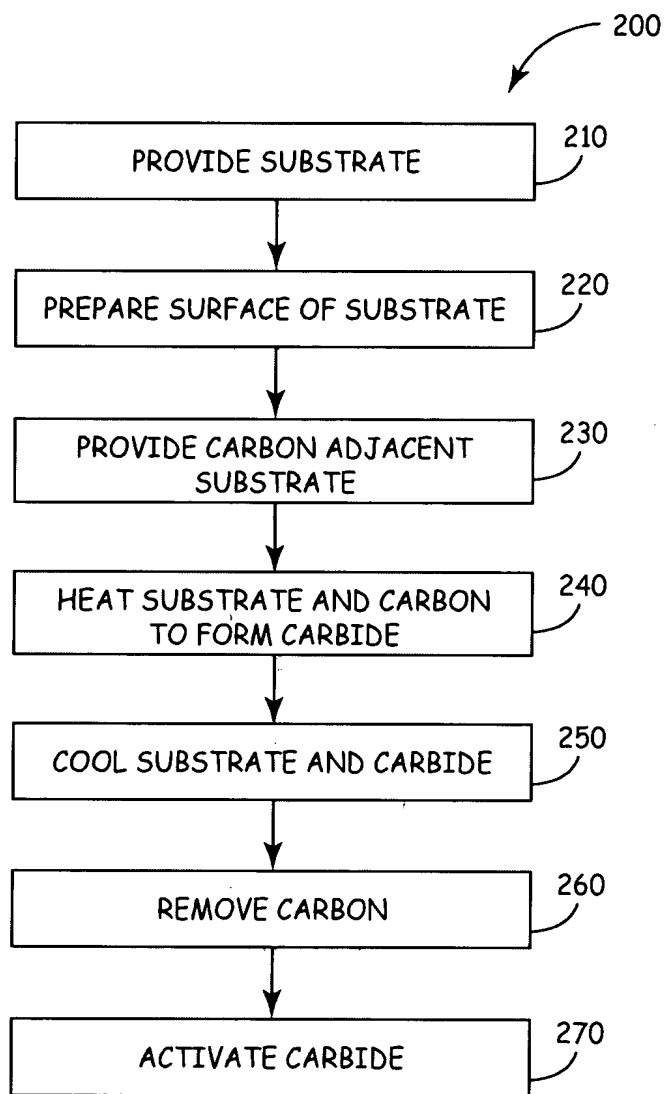 200
PROVIDE SUBSTRATE
210
PREPARE SURFACE OF SUBSTRATE
220
PROVIDE CARBON ADJACENT
SUBSTRATE
230
HEAT SUBSTRATE AND CARBON
TO FORM CARBIDE
240
COOL SUBSTRATE AND CARBIDE
250
REMOVE CARBON
260
ACTIVATE CARBIDE
270